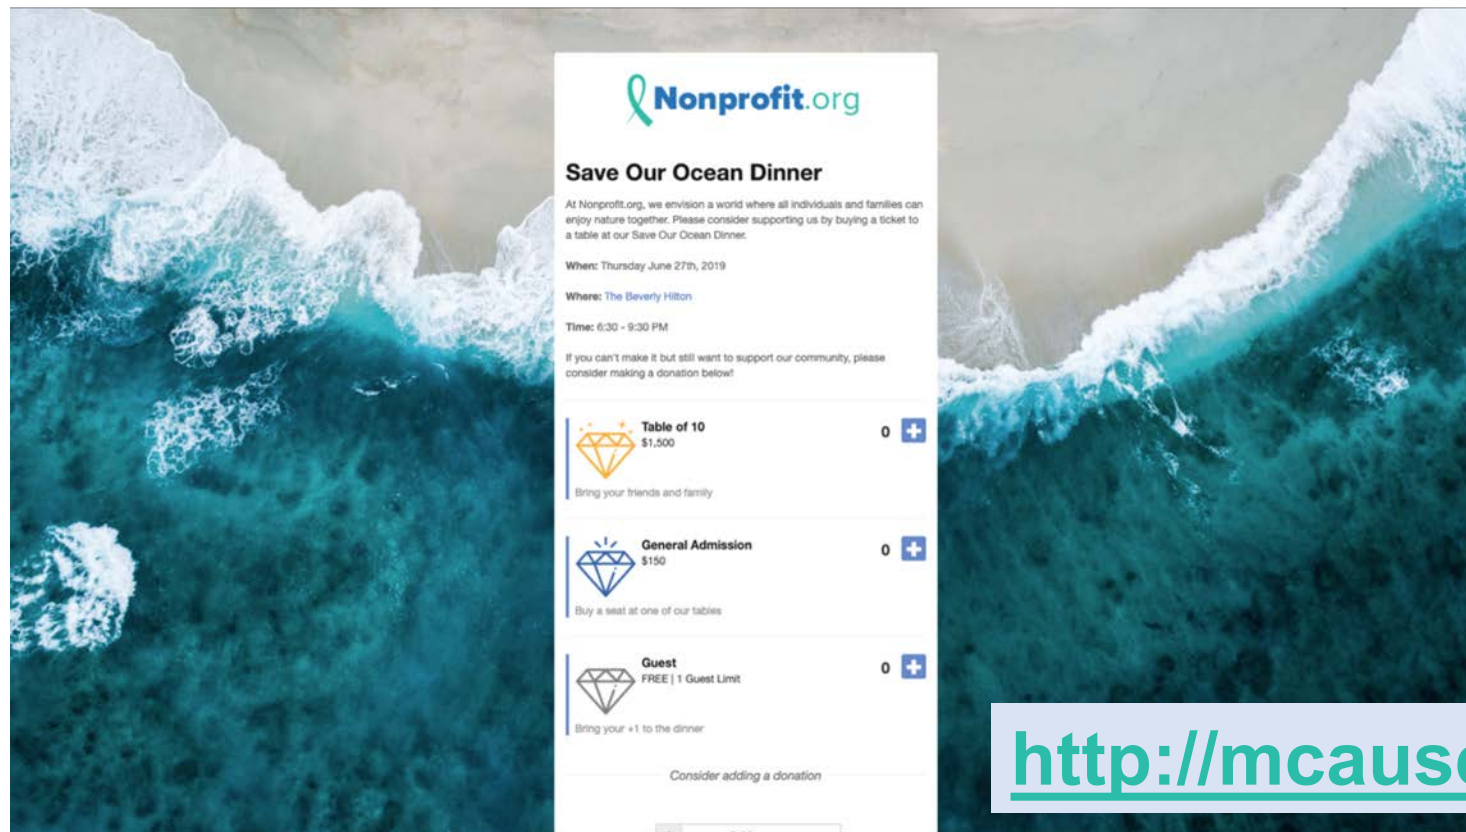 Nonprofit.org
Save Our Ocean Dinner
At Nonprofit.org, we envision a world where all individuals and families can
enjoy nature together. Please consider supporting us by buying a ticket to
a table at our Save Our Ocean Dinner.
When: Thursday June 27th, 2019
Where: The Beverly Hilton
Time: 6:30 - 9:30 PM
If you can't make it but still want to support our community, please
consider making a donation below!
Table of 10
$1,500
0
Bring your friends and family
General Admission
$150
0
Buy a seat at one of our tables
Guest
FREE | 1 Guest Limit
0
Bring your +1 to the dinner
Consider adding a donation
http://mcause